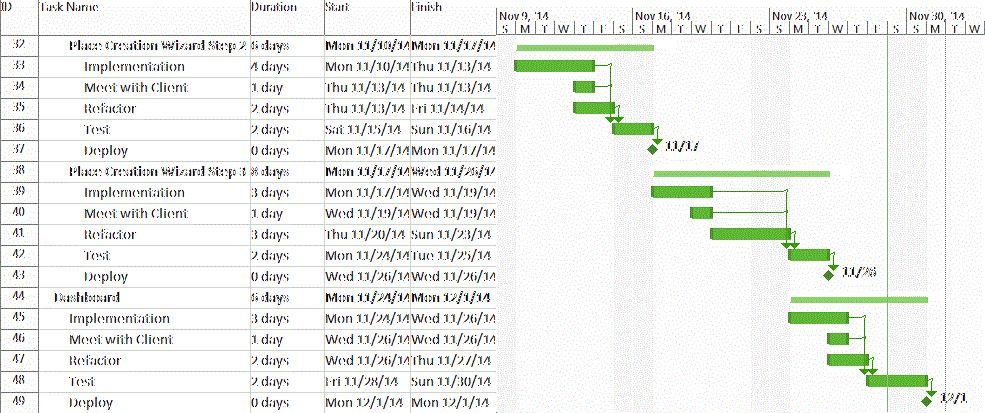 ID Task Name Duration Start Finish Nov 9, '14 Nov 16, '14 Nov 23, '14 Nov 30, '14
S M T W T F S S M T W T F S S M T W T F S S M T W
32 Place Creation Wizard Step 2 6 days Mon 11/10/14 Mon 11/17/14
33 Implementation 4 days Mon 11/10/14 Thu 11/13/14
34 Meet with Client 1 day Thu 11/13/14 Thu 11/13/14
35 Refactor 2 days Thu 11/13/14 Fri 11/14/14
36 Test 2 days Sat 11/15/14 Sun 11/16/14
37 Deploy 0 days Mon 11/17/14 Mon 11/17/14 11/17
38 Place Creation Wizard Step 3 8 days Mon 11/17/14 Wed 11/26/14
39 Implementation 3 days Mon 11/17/14 Wed 11/19/14
40 Meet with Client 1 day Wed 11/19/14 Wed 11/19/14
41 Refactor 3 days Thu 11/20/14 Sun 11/23/14
42 Test 2 days Mon 11/24/14 Tue 11/25/14
43 Deploy 0 days Wed 11/26/14 Wed 11/26/14 11/26
44 Dashboard 6 days Mon 11/24/14 Mon 12/1/14
45 Implementation 3 days Mon 11/24/14 Wed 11/26/14
46 Meet with Client 1 day Wed 11/26/14 Wed 11/26/14
47 Refactor 2 days Wed 11/26/14 Thu 11/27/14
48 Test 2 days Fri 11/28/14 Sun 11/30/14
49 Deploy 0 days Mon 12/1/14 Mon 12/1/14 12/1